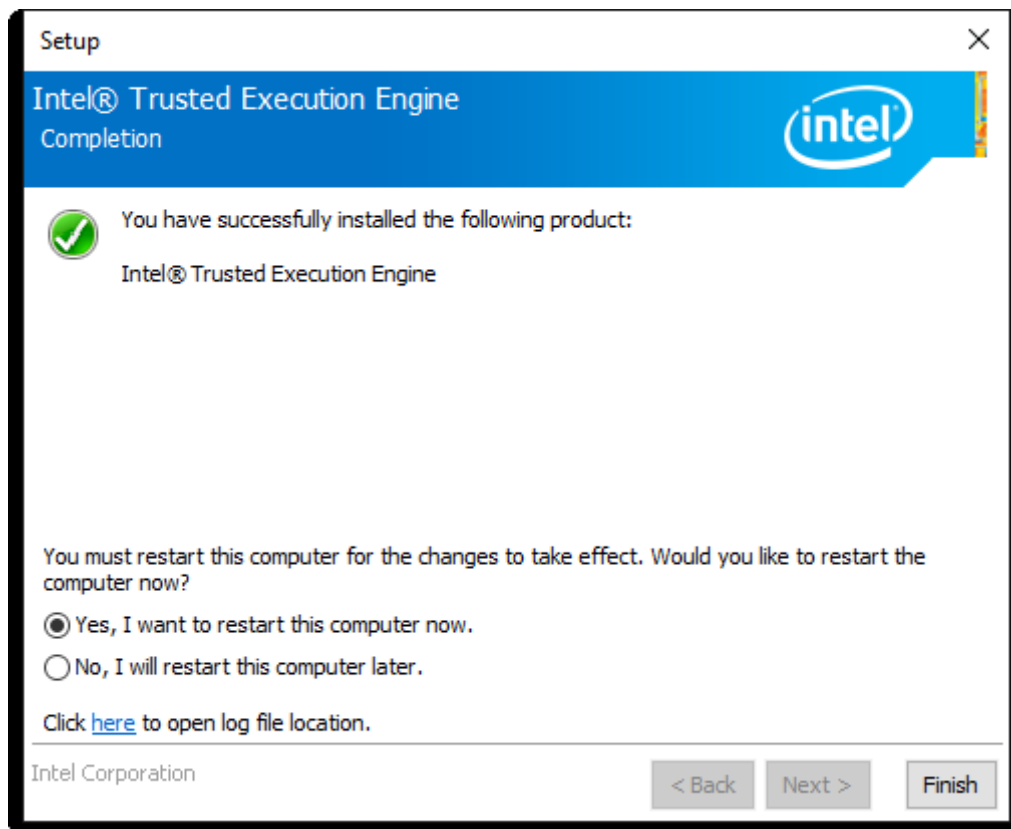 Setup
Intel® Trusted Execution Engine
Completion
intel
You have successfully installed the following product:
Intel® Trusted Execution Engine
You must restart this computer for the changes to take effect. Would you like to restart the
computer now?
Yes, I want to restart this computer now.
No, I will restart this computer later.
Click here to open log file location.
Intel Corporation
< Back Next > Finish